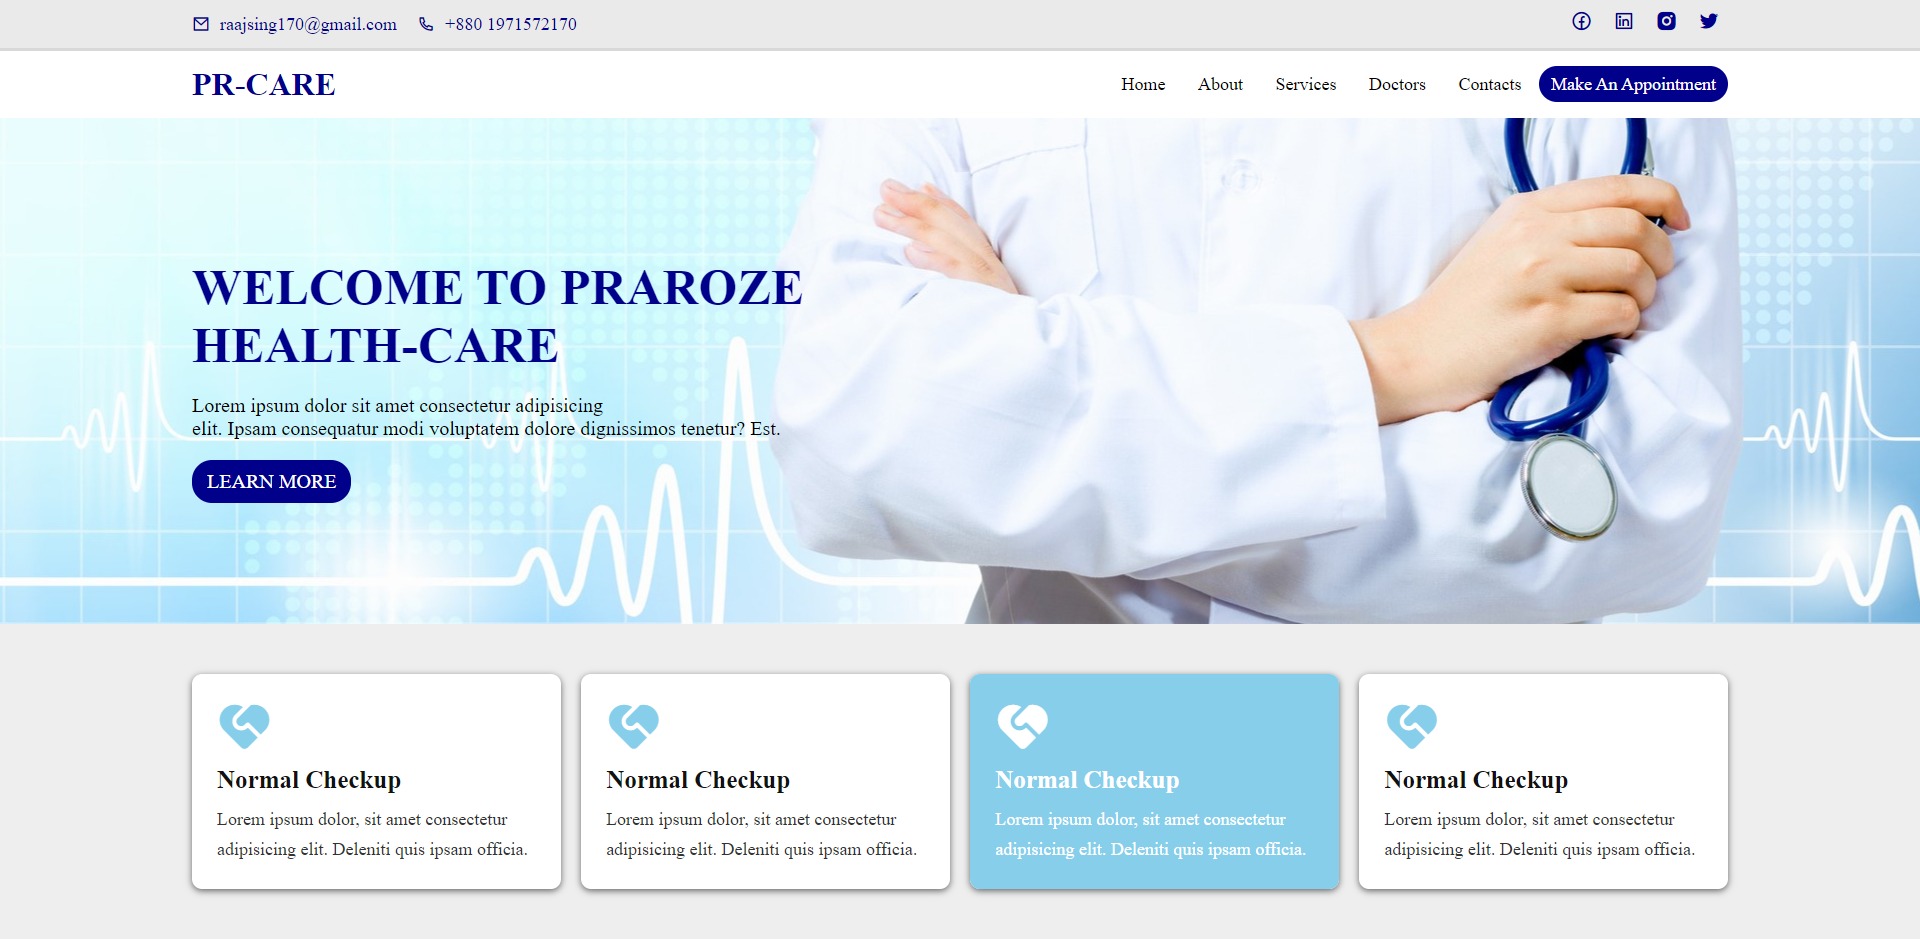 raajsing170@gmail.com +880 1971572170
PR-CARE
Home About Services Doctors Contacts Make An Appointment
WELCOME TO PRAROZE
HEALTH-CARE
Lorem ipsum dolor sit amet consectetur adipisicing
elit. Ipsam consequatur modi voluptatem dolore dignissimos tenetur? Est.
LEARN MORE
Normal Checkup
Lorem ipsum dolor, sit amet consectetur
adipisicing elit. Deleniti quis ipsam officia.
Normal Checkup
Lorem ipsum dolor, sit amet consectetur
adipisicing elit. Deleniti quis ipsam officia.
Normal Checkup
Lorem ipsum dolor, sit amet consectetur
adipisicing elit. Deleniti quis ipsam officia.
Normal Checkup
Lorem ipsum dolor, sit amet consectetur
adipisicing elit. Deleniti quis ipsam officia.